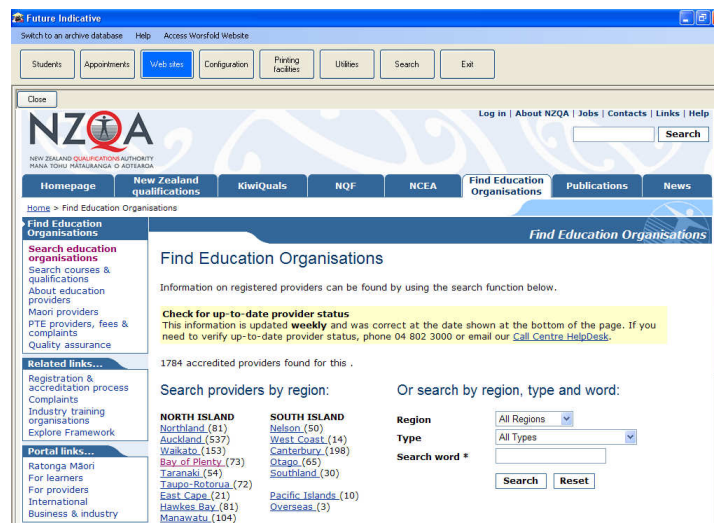 Future Indicative
Switch to an archive database Help Access Worsfold Website
Students Appointments Web sites Configuration Printing facilities Utilities Search Exit
Close
Log in | About NZQA | Jobs | Contacts | Links | Help
NZQA
Search
NEW ZEALAND QUALIFICATIONS AUTHORITY
MANA TOHU MĀTAURANGA O AOTEAROA
Homepage New Zealand qualifications KiwiQuals NQF NCEA Find Education Organisations Publications News
Home > Find Education Organisations
Find Education Organisations
Find Education
Organisations
Search education
organisations
Search courses &
qualifications
About education
providers
Maori providers
PTE providers, fees &
complaints
Quality assurance
Related links...
Registration &
accreditation process
Complaints
Industry training
organisations
Explore Framework
Portal links...
Ratonga Māori
For learners
For providers
International
Business & industry
Find Education Organisations
Information on registered providers can be found by using the search function below.
Check for up-to-date provider status
This information is updated weekly and was correct at the date shown at the bottom of the page. If you
need to verify up-to-date provider status, phone 04 802 3000 or email our Call Centre HelpDesk.
1784 accredited providers found for this .
Search providers by region:
NORTH ISLAND SOUTH ISLAND
Northland (81) Nelson (50)
Auckland (537) West Coast (14)
Waikato (153) Canterbury (198)
Bay of Plenty (73) Otago (65)
Taranaki (54) Southland (30)
Taupo-Rotorua (72)
East Cape (21) Pacific Islands (10)
Hawkes Bay (81) Overseas (3)
Manawatu (104)
Or search by region, type and word:
Region All Regions
Type All Types
Search word *
Search Reset